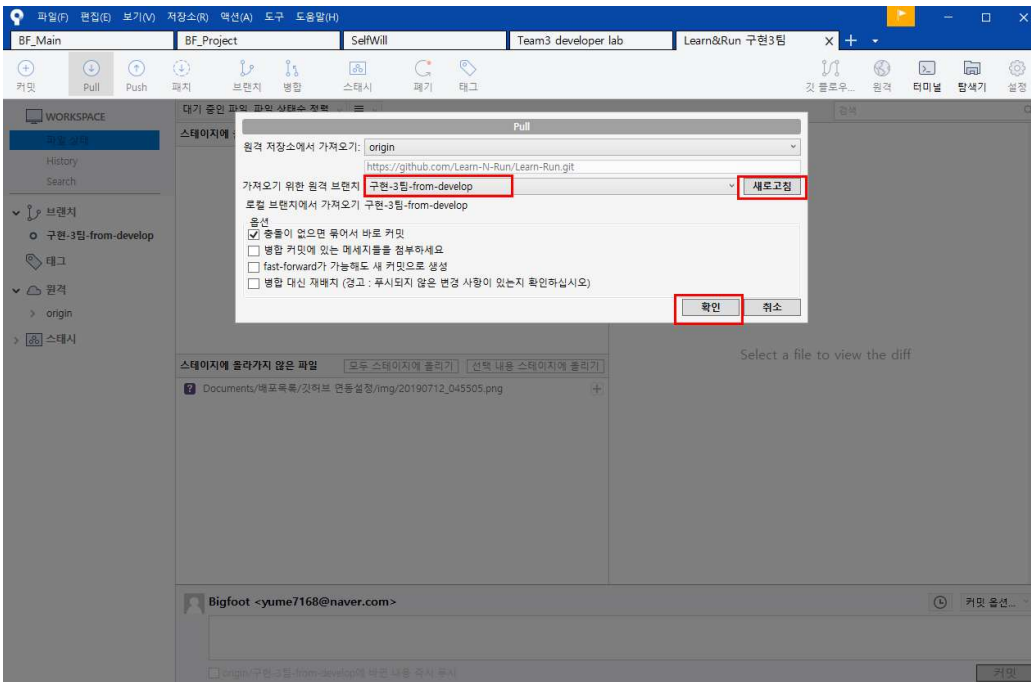 파일(F) 편집(E) 보기(V) 저장소(R) 액션(A) 도구 도움말(H)
BF_Main BF_Project SelfWill Team3 developer lab Learn&Run 구현3팀
커밋 Pull Push 패치 브랜치 병합 스태시 폐기 태그 깃 플로우... 원격 터미널 탐색기 설정
WORKSPACE
파일 상태
History
Search
브랜치
구현-3팀-from-develop
태그
원격
origin
스태시
대기 중인 파일, 파일 상태순 정렬
검색
스테이지에
Pull
원격 저장소에서 가져오기: origin
https://github.com/Learn-N-Run/Learn-Run.git
가져오기 위한 원격 브랜치 구현-3팀-from-develop 새로고침
로컬 브랜치에서 가져오기 구현-3팀-from-develop
옵션
충돌이 없으면 묶어서 바로 커밋
병합 커밋에 있는 메세지들을 첨부하세요
fast-forward가 가능해도 새 커밋으로 생성
병합 대신 재배치 (경고 : 푸시되지 않은 변경 사항이 있는지 확인하십시오)
확인 취소
스테이지에 올라가지 않은 파일 모두 스테이지에 올리기 선택 내용 스테이지에 올리기
Documents/배포목록/깃허브 연동설정/img/20190712_045505.png
Select a file to view the diff
Bigfoot <yume7168@naver.com>
커밋 옵션...
origin/구현-3팀-from-develop에 바뀐 내용 즉시 푸시
커밋